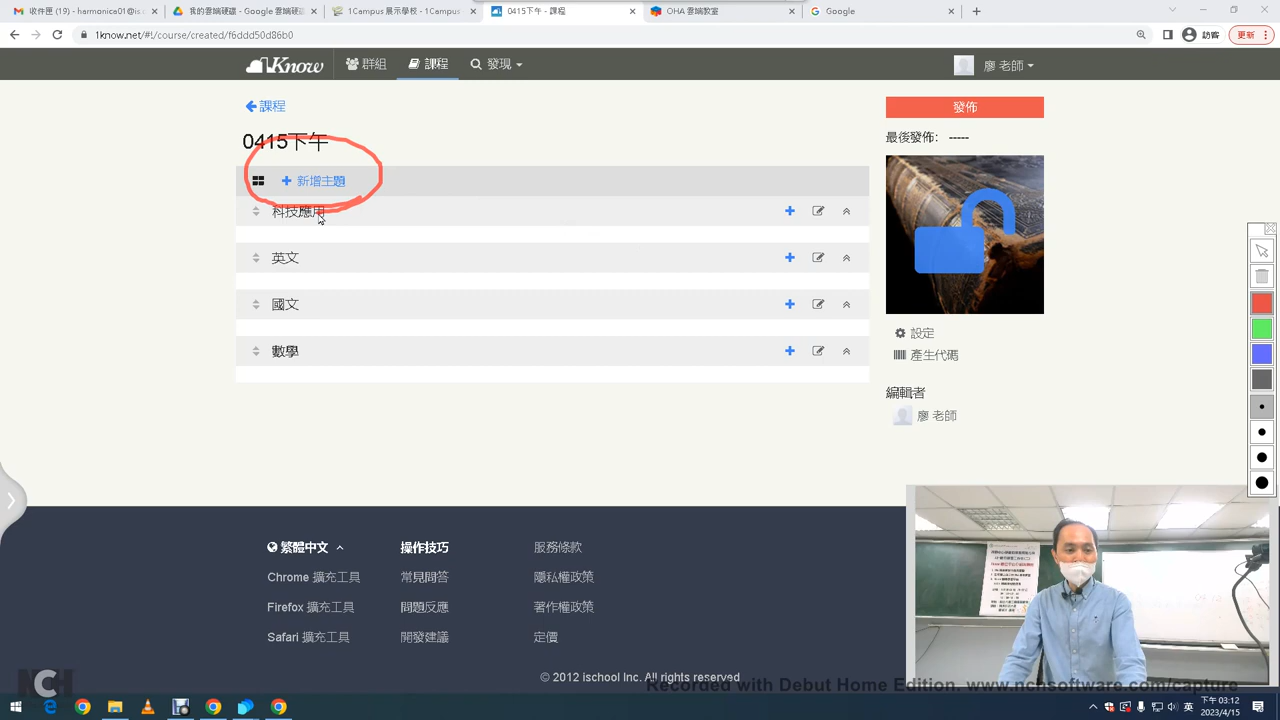 收件匣 (19) - harmonica01@is
我的雲端硬碟 - Google 雲端硬
1Campus 展示學校 - 1Campus
0415下午 - 課程
OHA 雲端教室
Google
1know.net/#!/course/created/f6ddd50d86b0
訪客
更新
1Know
群組
課程
發現
廖 老師
課程
發佈
0415下午
最後發佈: -----
新增主題
科技應用
英文
國文
數學
設定
產生代碼
編輯者
廖 老師
繁體中文
操作技巧
服務條款
Chrome 擴充工具
常見問答
隱私權政策
Firefox 擴充工具
問題反應
著作權政策
Safari 擴充工具
開發建議
定價
© 2012 ischool Inc. All rights reserved
NCH
Recorded with Debut Home Edition. www.nchsoftware.com/capture
英
下午 03:12
2023/4/15